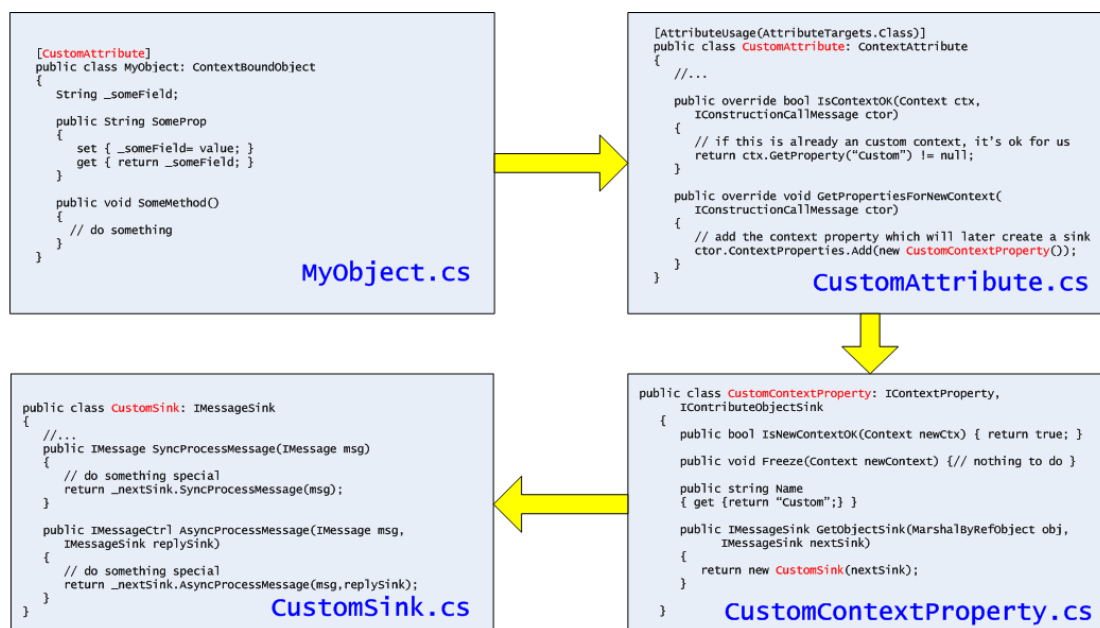 [CustomAttribute]
public class MyObject: ContextBoundObject
{
String _someField;
public String SomeProp
{
set { _someField= value; }
get { return _someField; }
}
public void SomeMethod()
{
// do something
}
}
MyObject.cs
[AttributeUsage(AttributeTargets.Class)]
public class CustomAttribute: ContextAttribute
{
//...
public override bool IsContextOK(Context ctx,
IConstructionCallMessage ctor)
{
// if this is already an custom context, it’s ok for us
return ctx.GetProperty(“Custom”) != null;
}
public override void GetPropertiesForNewContext(
IConstructionCallMessage ctor)
{
// add the context property which will later create a sink
ctor.ContextProperties.Add(new CustomContextProperty());
}
}
CustomAttribute.cs
public class CustomSink: IMessageSink
{
//...
public IMessage SyncProcessMessage(IMessage msg)
{
// do something special
return _nextSink.SyncProcessMessage(msg);
}
public IMessageCtrl AsyncProcessMessage(IMessage msg,
IMessageSink replySink)
{
// do something special
return _nextSink.AsyncProcessMessage(msg,replySink);
}
}
CustomSink.cs
public class CustomContextProperty: IContextProperty,
IContributeObjectSink
{
public bool IsNewContextOK(Context newCtx) { return true; }
public void Freeze(Context newContext) {// nothing to do }
public string Name
{ get {return “Custom”;} }
public IMessageSink GetObjectSink(MarshalByRefObject obj,
IMessageSink nextSink)
{
return new CustomSink(nextSink);
}
}
CustomContextProperty.cs